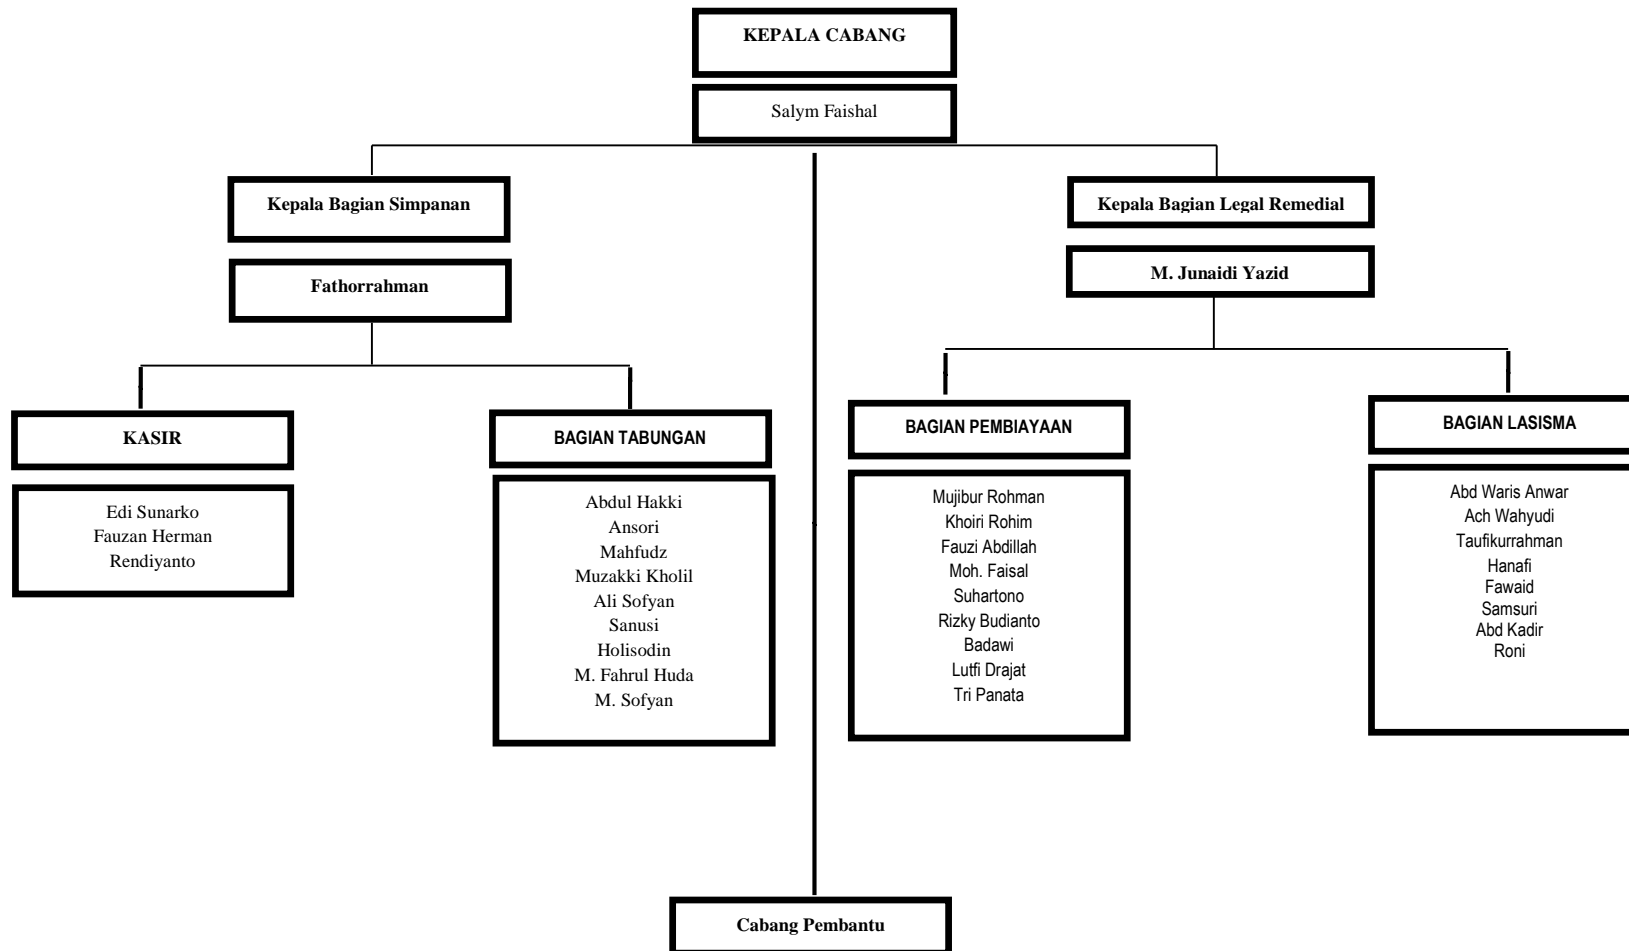 KEPALA CABANG
Salym Faishal
Kepala Bagian Simpanan
Fathorrahman
Kepala Bagian Legal Remedial
M. Junaidi Yazid
KASIR
Edi Sunarko
Fauzan Herman
Rendiyanto
BAGIAN TABUNGAN
Abdul Hakki
Ansori
Mahfudz
Muzakki Kholil
Ali Sofyan
Sanusi
Holisodin
M. Fahrul Huda
M. Sofyan
BAGIAN PEMBIAYAAN
Mujibur Rohman
Khoiri Rohim
Fauzi Abdillah
Moh. Faisal
Suhartono
Rizky Budianto
Badawi
Lutfi Drajat
Tri Panata
BAGIAN LASISMA
Abd Waris Anwar
Ach Wahyudi
Taufikurrahman
Hanafi
Fawaid
Samsuri
Abd Kadir
Roni
Cabang Pembantu